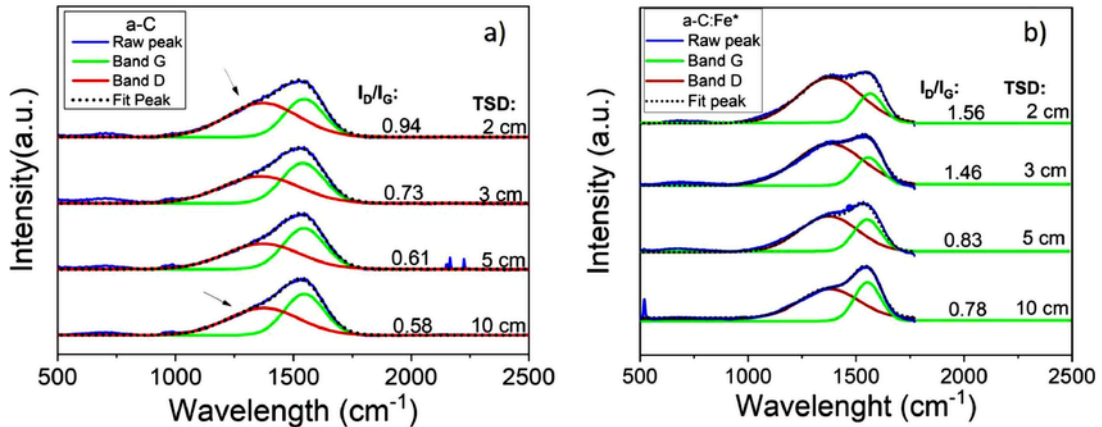 a-C
Raw peak
Band G
Band D
Fit Peak
a)
I_D/I_G:
TSD:
0.94
2 cm
0.73
3 cm
0.61
5 cm
0.58
10 cm
Intensity(a.u.)
500
1000
1500
2000
2500
Wavelength (cm⁻¹)
a-C:Fe*
Raw peak
Band G
Band D
Fit peak
b)
I_D/I_G:
TSD:
1.56
2 cm
1.46
3 cm
0.83
5 cm
0.78
10 cm
Intensity (a.u.)
500
1000
1500
2000
2500
Wavelenght (cm⁻¹)